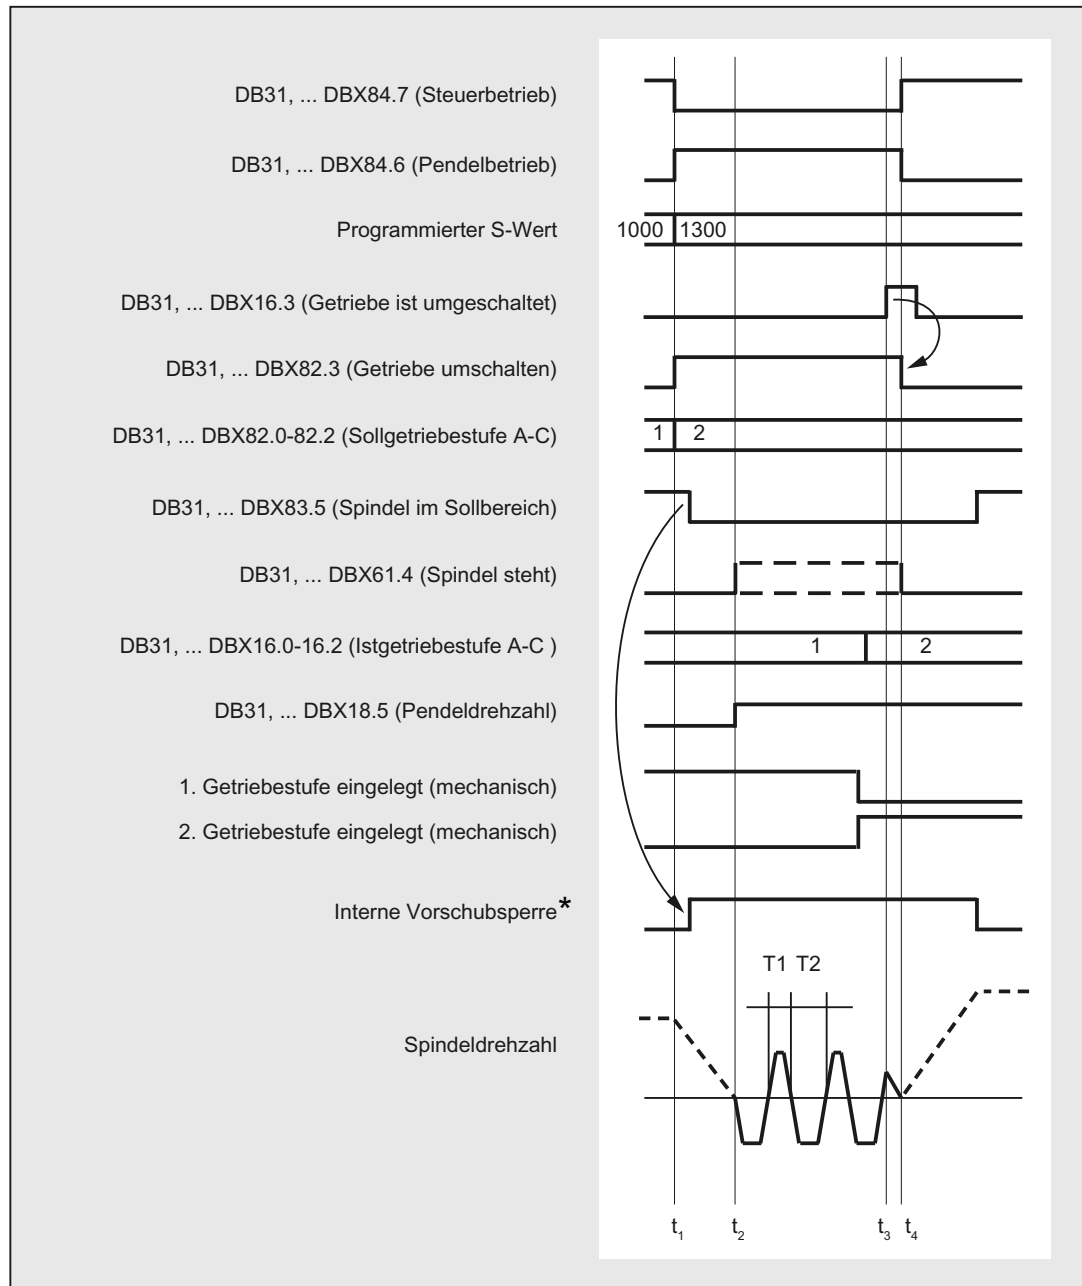 DB31, ... DBX84.7 (Steuerbetrieb)
DB31, ... DBX84.6 (Pendelbetrieb)
Programmierter S-Wert
1000 1300
DB31, ... DBX16.3 (Getriebe ist umgeschaltet)
DB31, ... DBX82.3 (Getriebe umschalten)
DB31, ... DBX82.0-82.2 (Sollgetriebestufe A-C)
1 2
DB31, ... DBX83.5 (Spindel im Sollbereich)
DB31, ... DBX61.4 (Spindel steht)
DB31, ... DBX16.0-16.2 (Istgetriebestufe A-C )
1 2
DB31, ... DBX18.5 (Pendeldrehzahl)
1. Getriebestufe eingelegt (mechanisch)
2. Getriebestufe eingelegt (mechanisch)
Interne Vorschubsperre*
T1 T2
Spindeldrehzahl
t1 t2 t3 t4